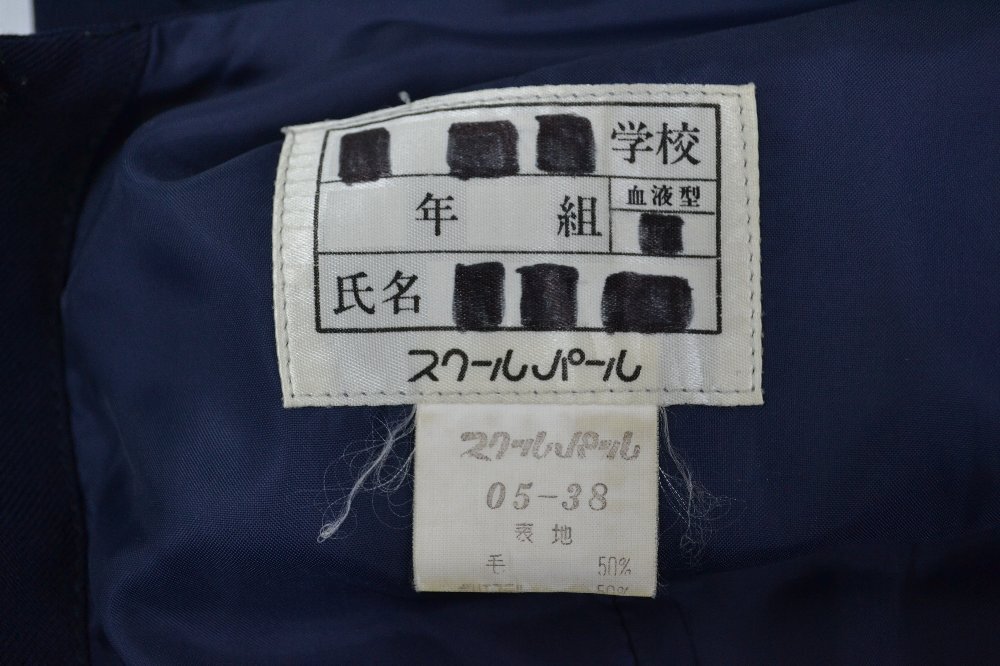 学校
年 組
血液型
氏名
スクールパール
スクールパール
05-38
表地
毛 50%
50%